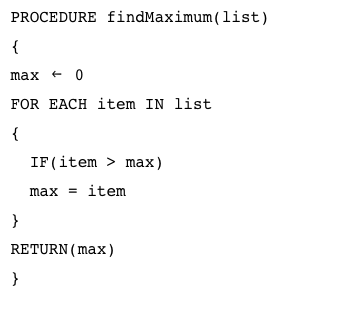 PROCEDURE findMaximum(list)
{
max ← 0
FOR EACH item IN list
{
IF(item > max)
max = item
}
RETURN(max)
}